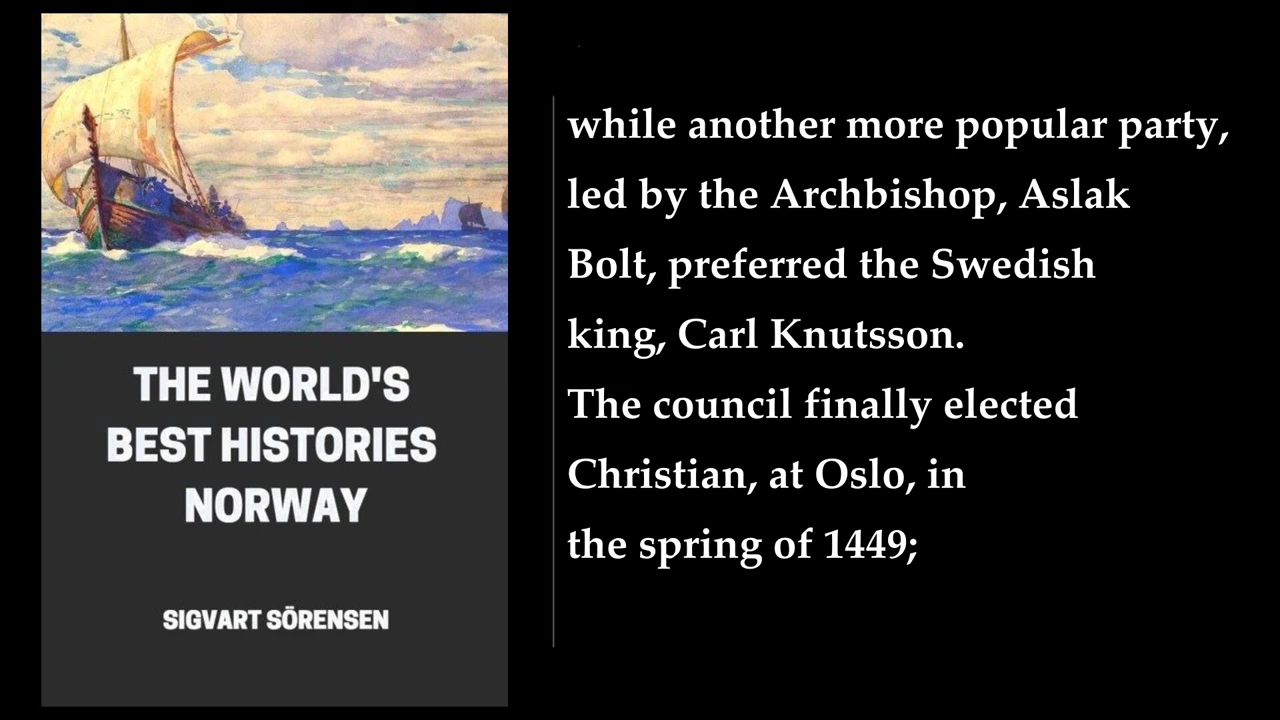 THE WORLD'S
BEST HISTORIES
NORWAY
SIGVART SÖRENSEN
while another more popular party,
led by the Archbishop, Aslak
Bolt, preferred the Swedish
king, Carl Knutsson.
The council finally elected
Christian, at Oslo, in
the spring of 1449;